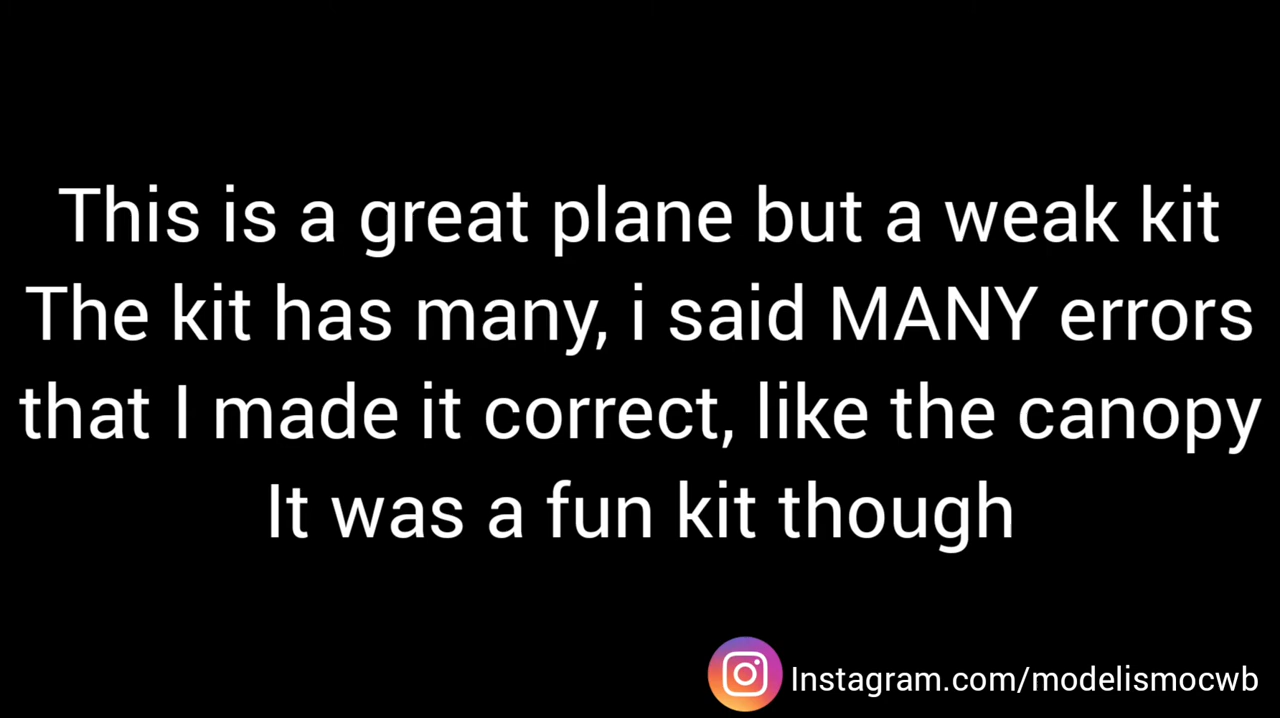 This is a great plane but a weak kit
The kit has many, i said MANY errors
that I made it correct, like the canopy
It was a fun kit though
Instagram.com/modelismocwb